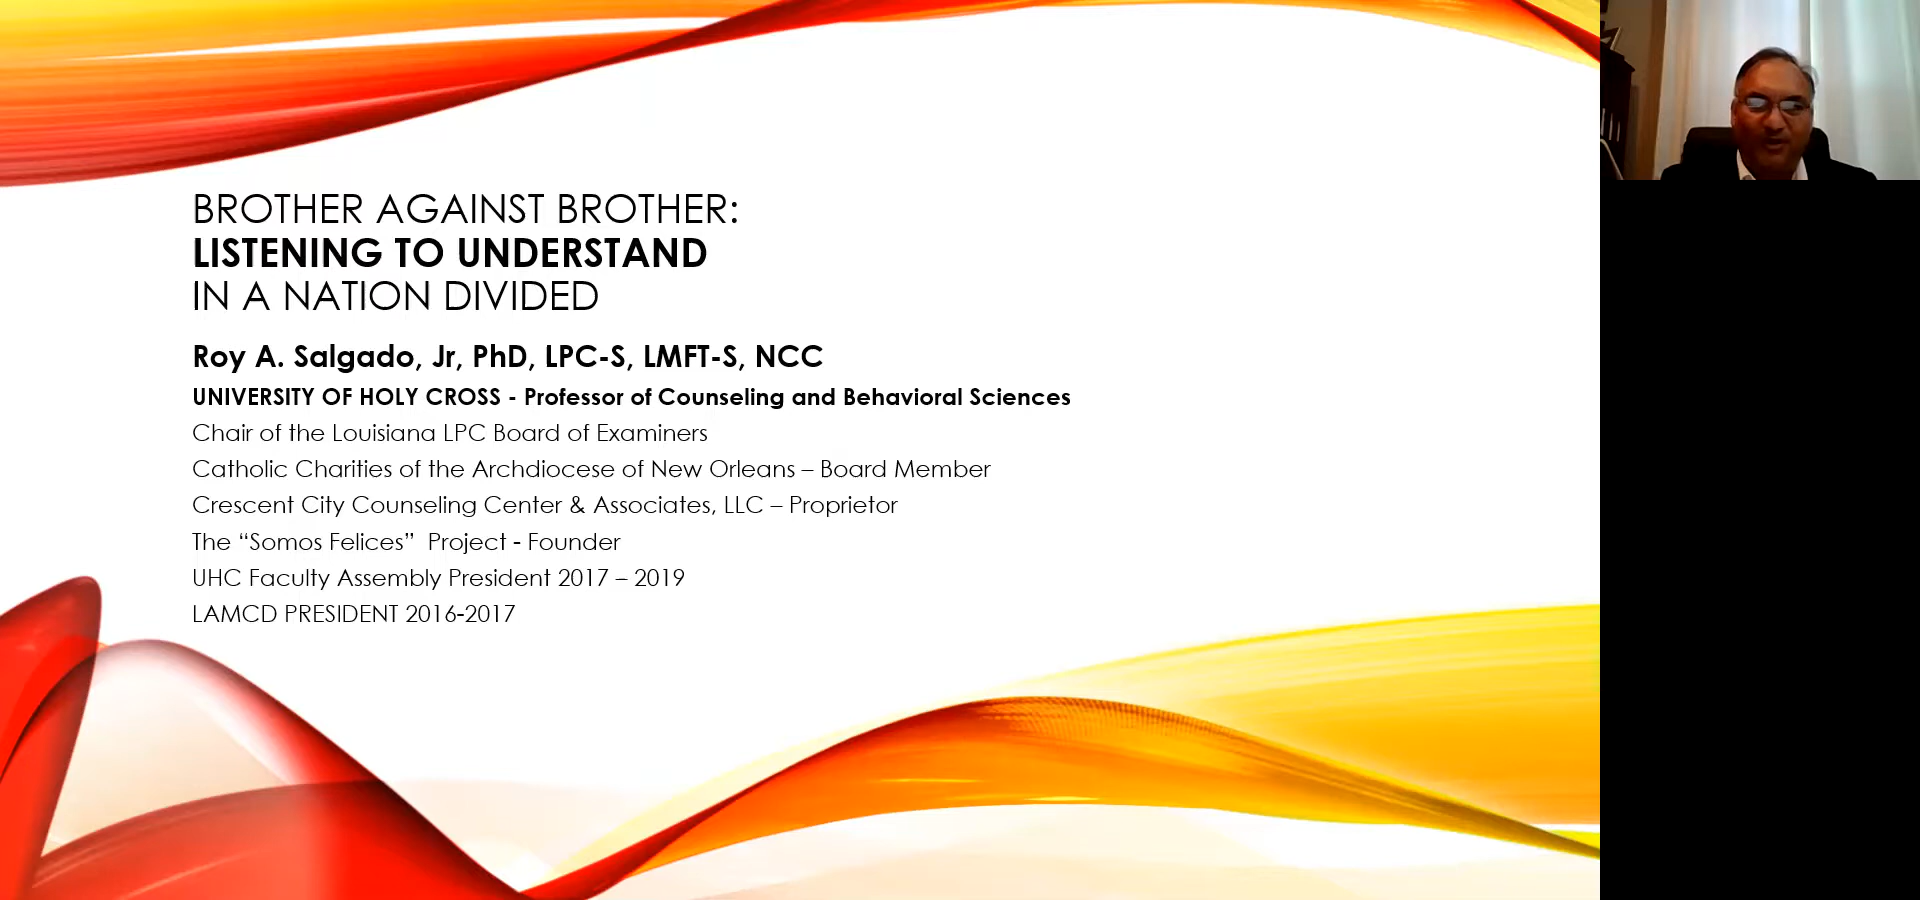 BROTHER AGAINST BROTHER:
LISTENING TO UNDERSTAND
IN A NATION DIVIDED
Roy A. Salgado, Jr, PhD, LPC-S, LMFT-S, NCC
UNIVERSITY OF HOLY CROSS - Professor of Counseling and Behavioral Sciences
Chair of the Louisiana LPC Board of Examiners
Catholic Charities of the Archdiocese of New Orleans – Board Member
Crescent City Counseling Center & Associates, LLC – Proprietor
The “Somos Felices”  Project - Founder
UHC Faculty Assembly President 2017 – 2019
LAMCD PRESIDENT 2016-2017